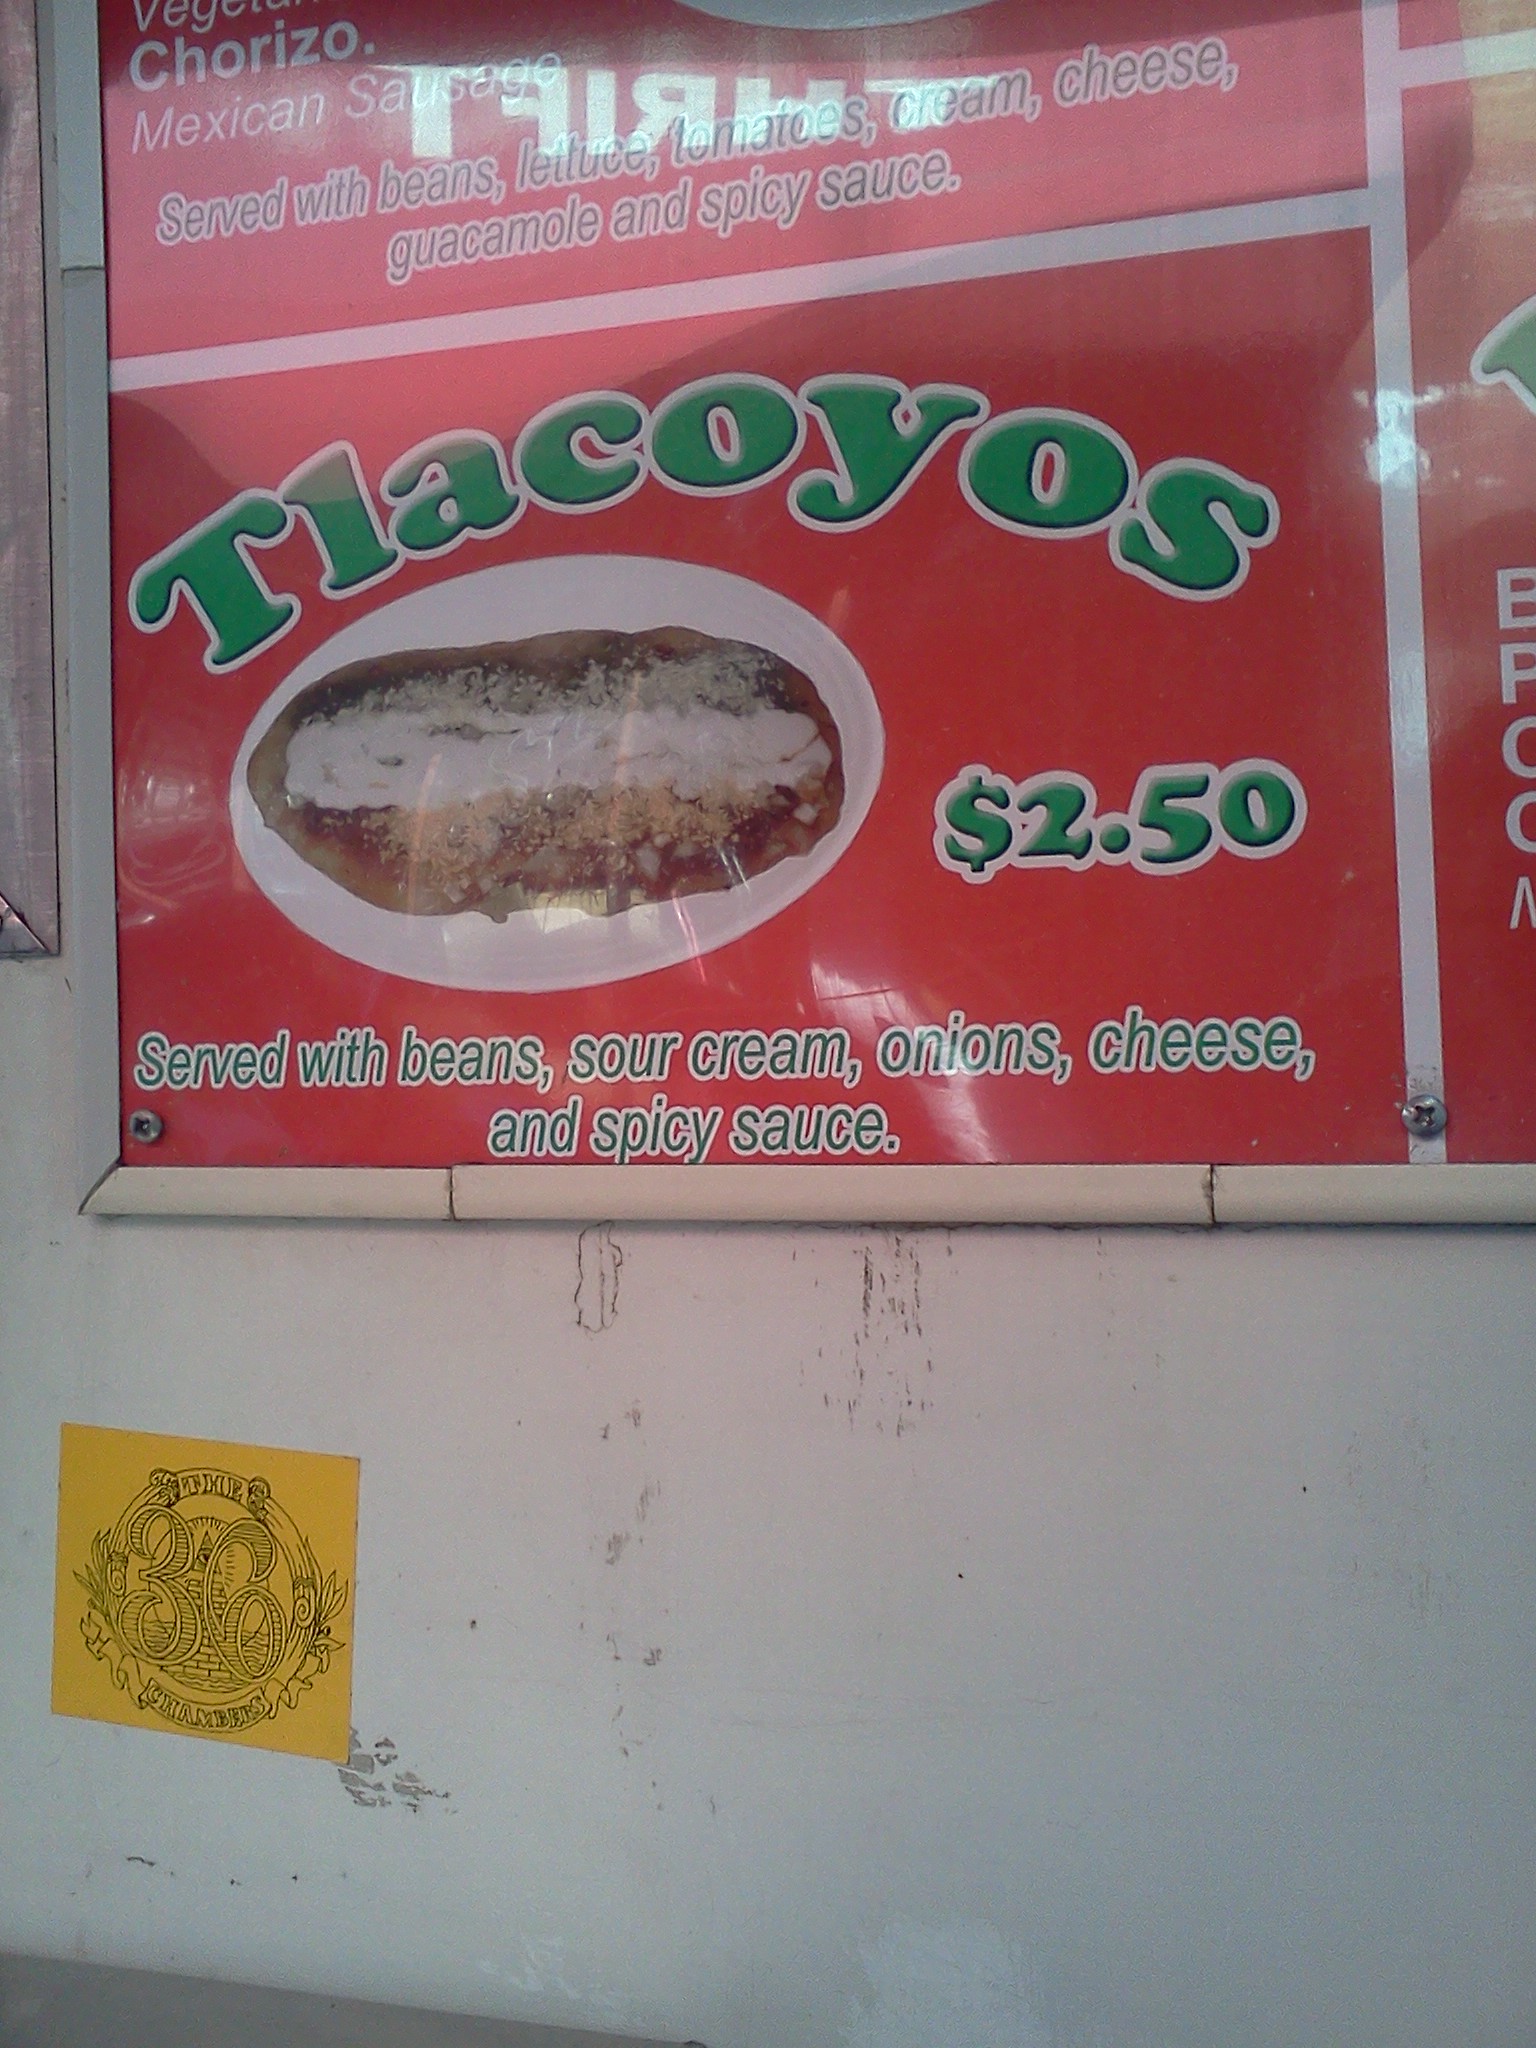 Chorizo.
Mexican Sausage
Served with beans, lettuce, tomatoes, cream, cheese,
guacamole and spicy sauce.
THRIFT
Tlacoyos
$2.50
Served with beans, sour cream, onions, cheese,
and spicy sauce.
THE
36
CHAMBERS